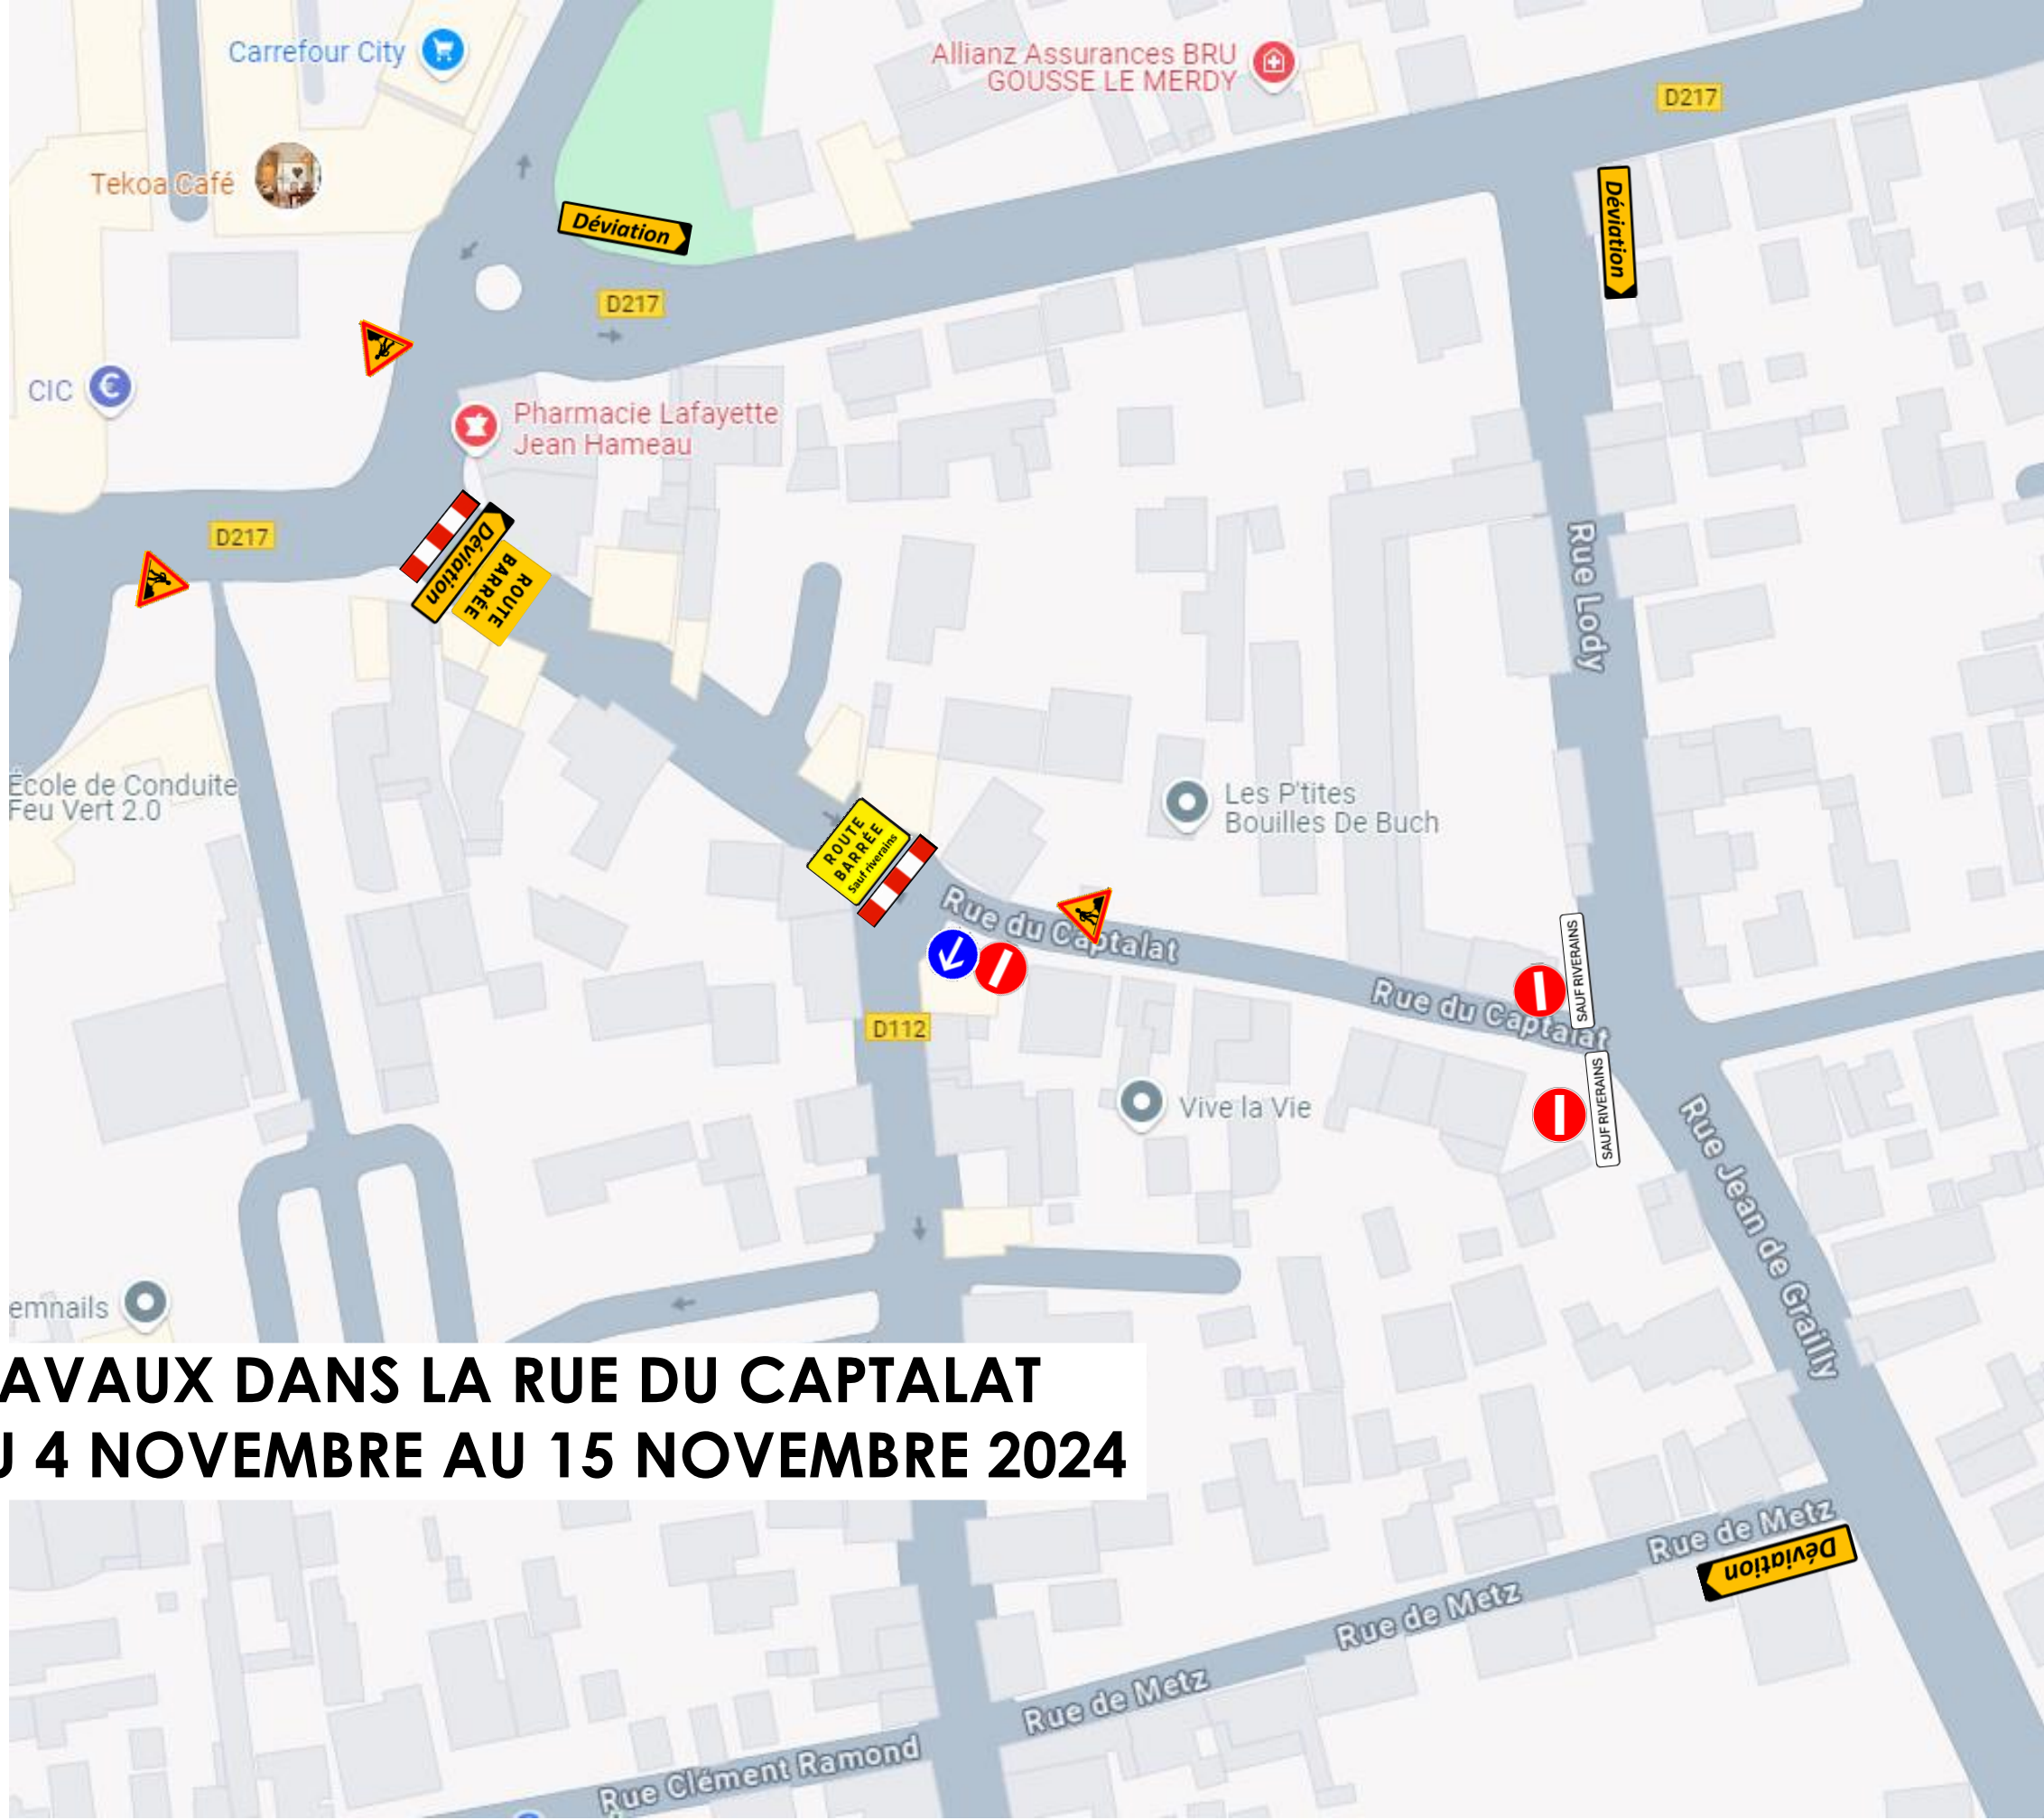 Carrefour City
Allianz Assurances BRU
GOUSSE LE MERDY
D217
Tekoa Café
Déviation
Déviation
D217
CIC
Pharmacie Lafayette
Jean Hameau
D217
Déviation
ROUTE
BARRÉE
Rue Lody
École de Conduite
Feu Vert 2.0
Les P'tites
Bouilles De Buch
ROUTE
BARRÉE
Sauf riverains
Rue du Captalat
SAUF RIVERAINS
Rue du Captalat
D112
SAUF RIVERAINS
Vive la Vie
Rue Jean de Grailly
emnails
AVAUX DANS LA RUE DU CAPTALAT
U 4 NOVEMBRE AU 15 NOVEMBRE 2024
Rue de Metz
Déviation
Rue de Metz
Rue de Metz
Rue Clément Ramond